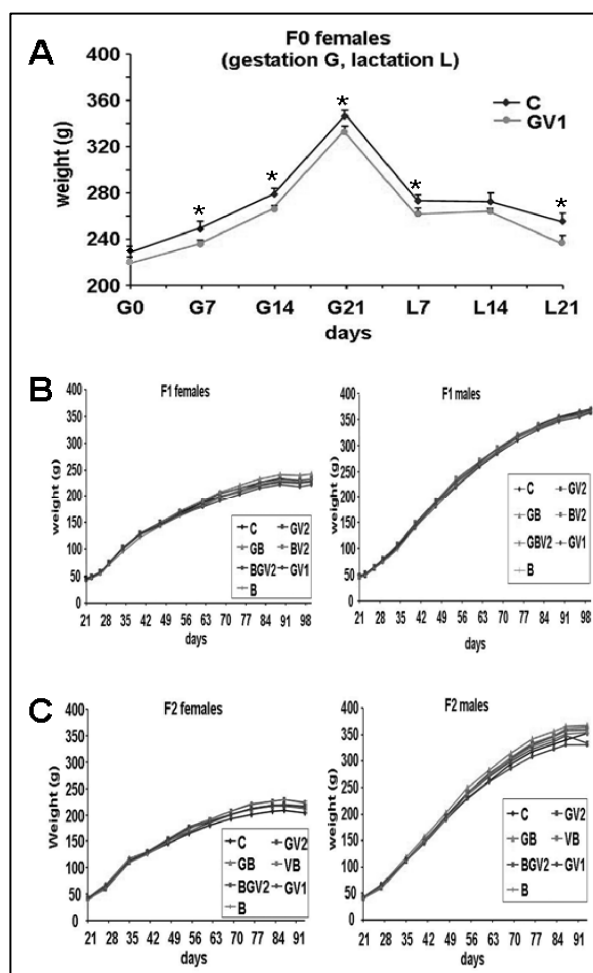 A
F0 females
(gestation G, lactation L)
*
C
GV1
*
*
*
*
weight (g)
360
320
280
240
200
G0 G7 G14 G21 L7 L14 L21
days
B
F1 females
weight (g)
400
350
300
250
200
150
100
50
0
C GV2
GB BV2
BGV2 GV1
B
21 28 35 42 49 56 63 70 77 84 91 98
days
F1 males
weight (g)
400
350
300
250
200
150
100
50
0
C GV2
GB BV2
GBV2 GV1
B
21 28 35 42 49 56 63 70 77 84 91 98
days
C
F2 females
Weight (g)
400
350
300
250
200
150
100
50
0
C GV2
GB VB
BGV2 GV1
B
21 28 35 42 49 56 63 70 77 84 91
days
F2 males
Weight (g)
400
350
300
250
200
150
100
50
0
C GV2
GB VB
BGV2 GV1
B
21 28 35 42 49 56 63 70 77 84 91
days